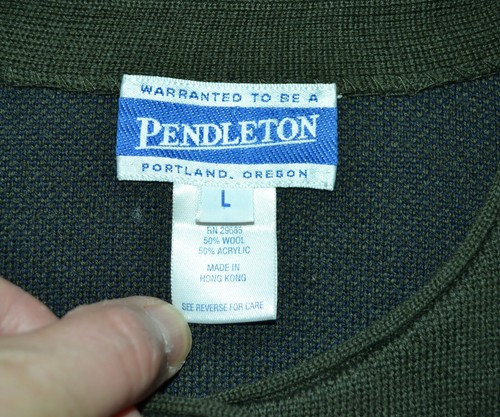 WARRANTED TO BE A
PENDLETON
PORTLAND, OREGON
L
RN 29685
50% WOOL
50% ACRYLIC
MADE IN
HONG KONG
SEE REVERSE FOR CARE